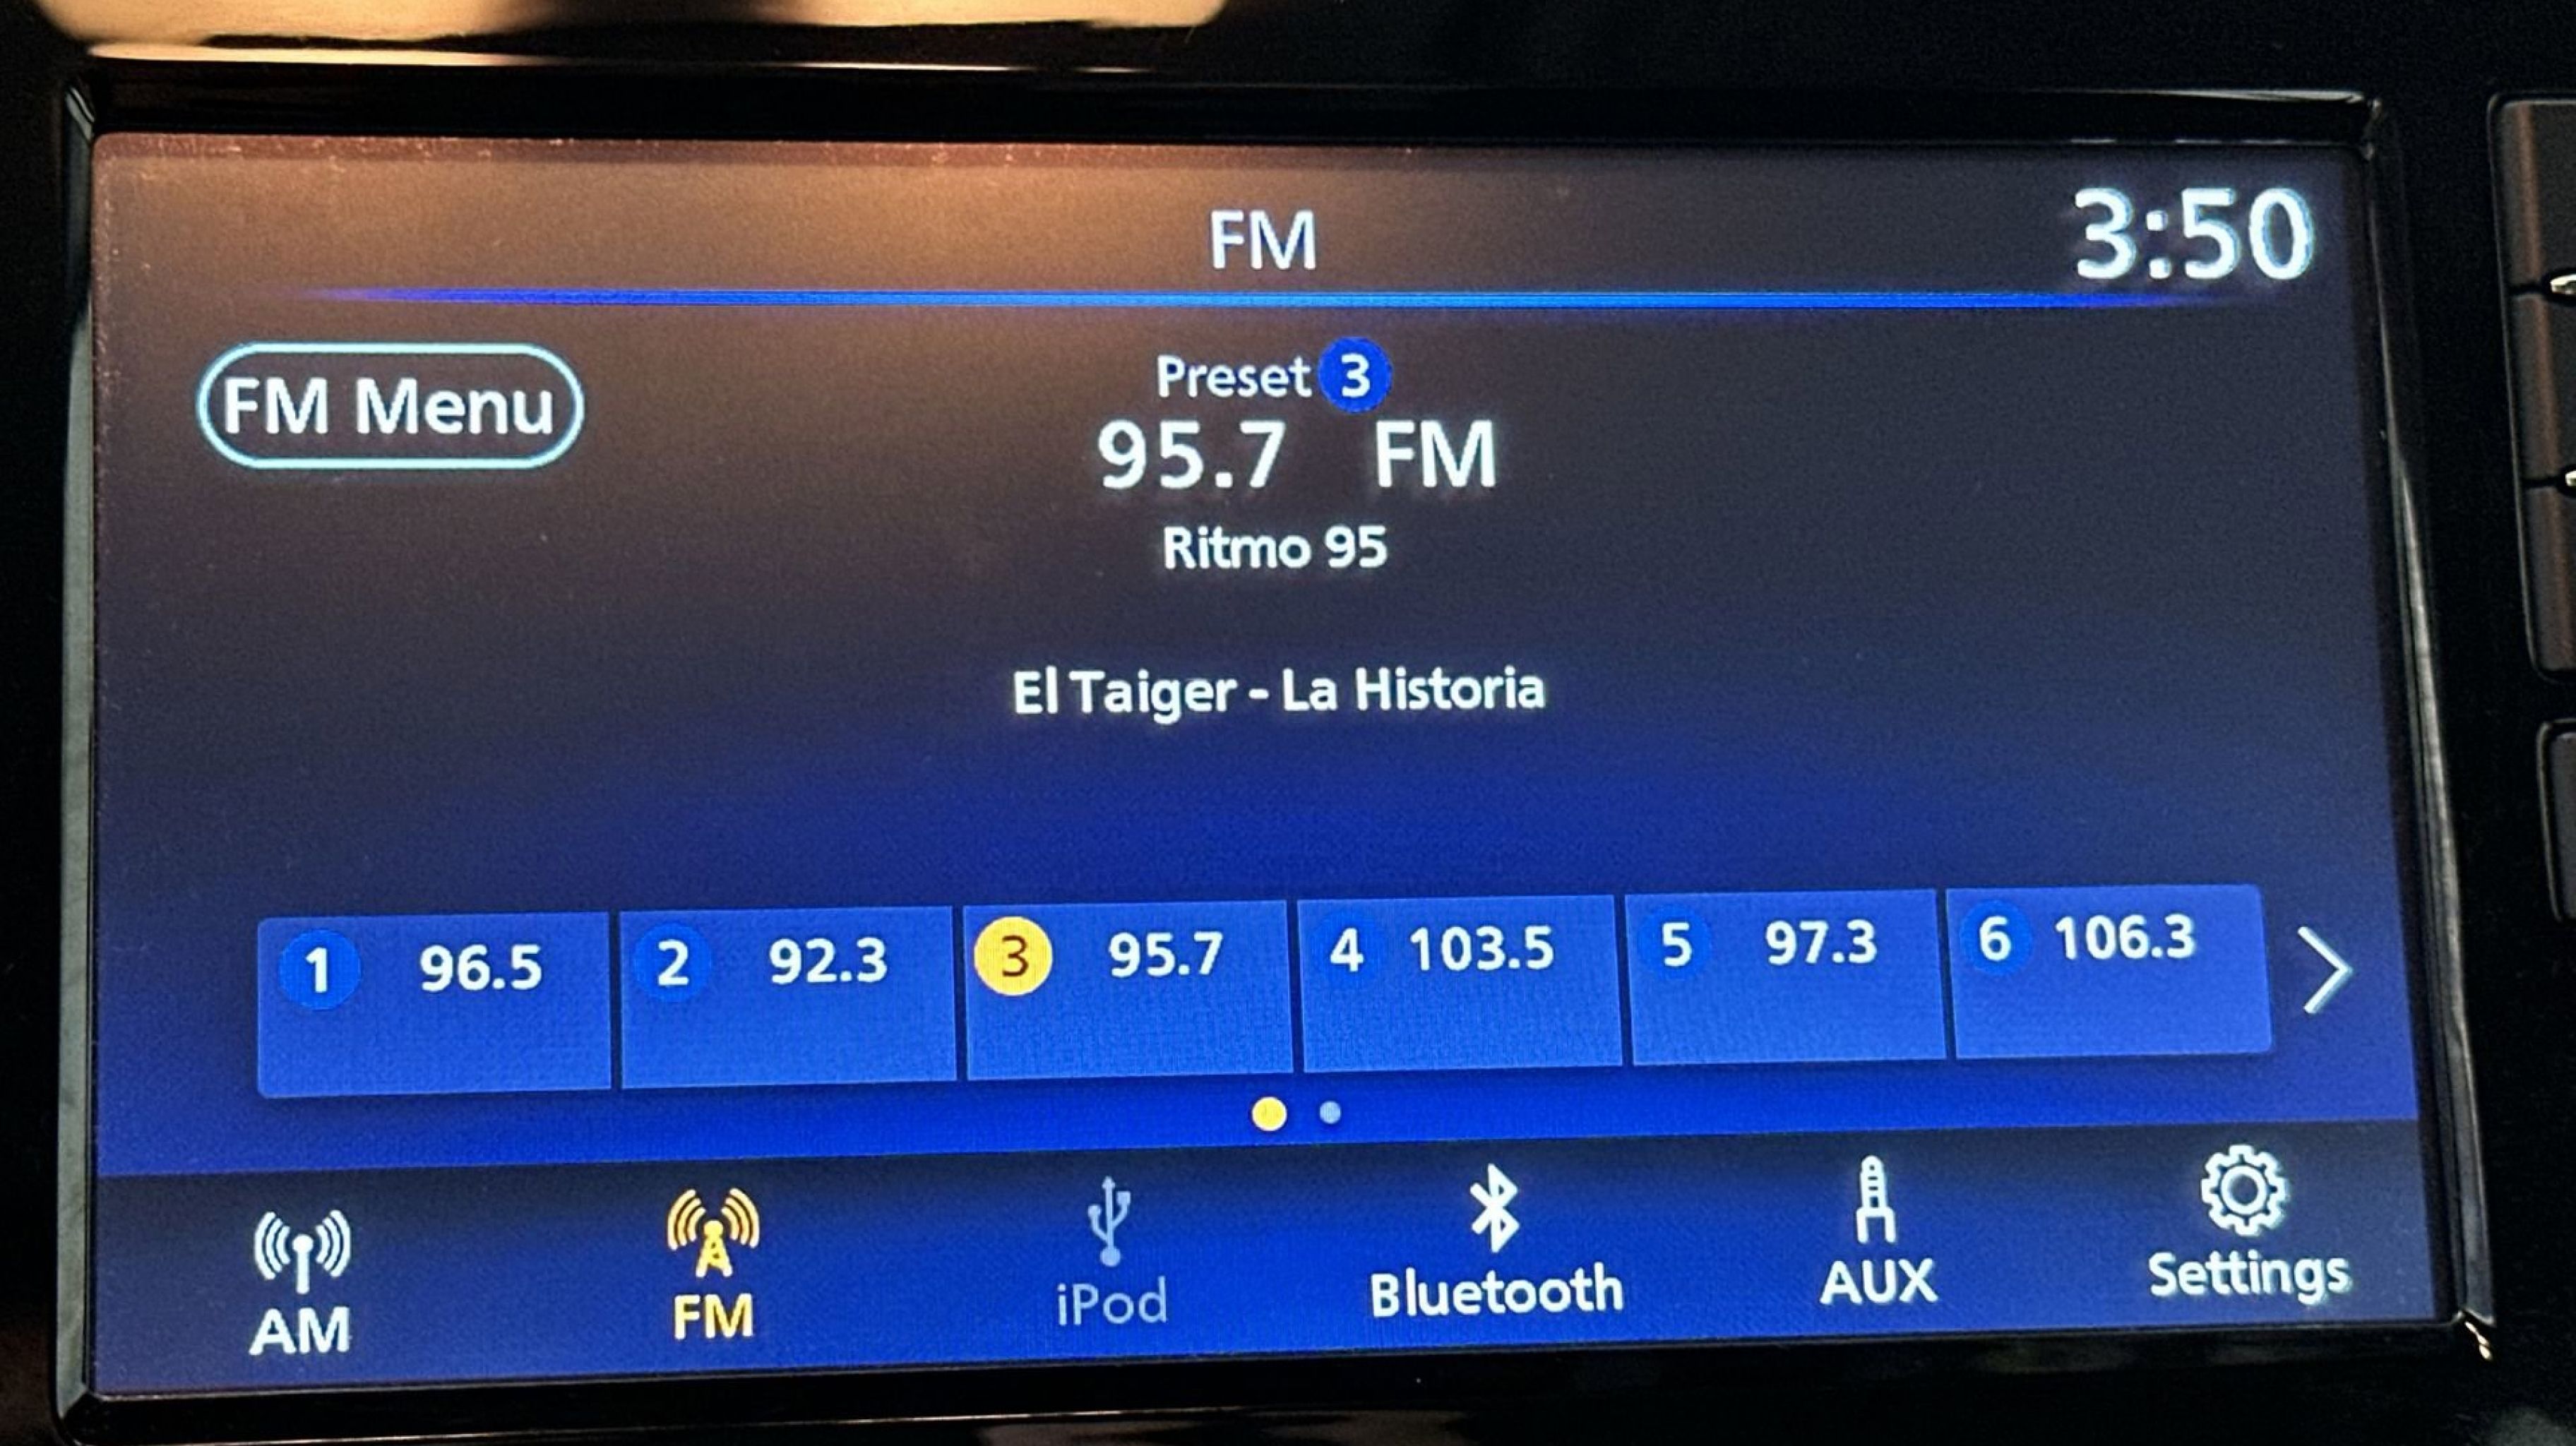 FM
3:50
FM Menu
Preset 3
95.7 FM
Ritmo 95
El Taiger - La Historia
1 96.5
2 92.3
3 95.7
4 103.5
5 97.3
6 106.3
AM
FM
iPod
Bluetooth
AUX
Settings